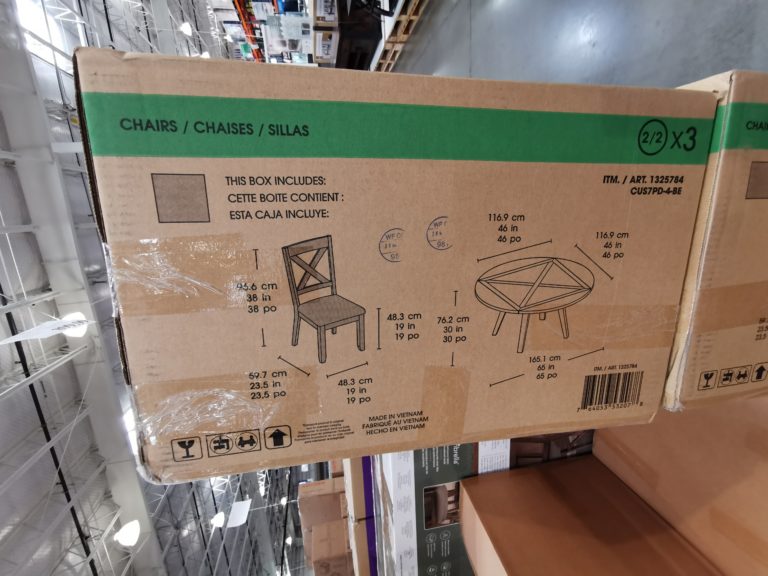 CHAIRS / CHAISES / SILLAS
2/2 X3
ITM. / ART. 1325784
CUS7PD-4-BE
THIS BOX INCLUDES:
CETTE BOITE CONTIENT :
ESTA CAJA INCLUYE:
96.6 cm
38 in
38 po
48.3 cm
19 in
19 po
59.7 cm
23.5 in
23.5 po
48.3 cm
19 in
19 po
116.9 cm
46 in
46 po
116.9 cm
46 in
46 po
76.2 cm
30 in
30 po
165.1 cm
65 in
65 po
MADE IN VIETNAM
FABRIQUÉ AU VIETNAM
HECHO EN VIETNAM
ITM. / ART. 1325784
CHAI
THIS
CETTE
ESTA